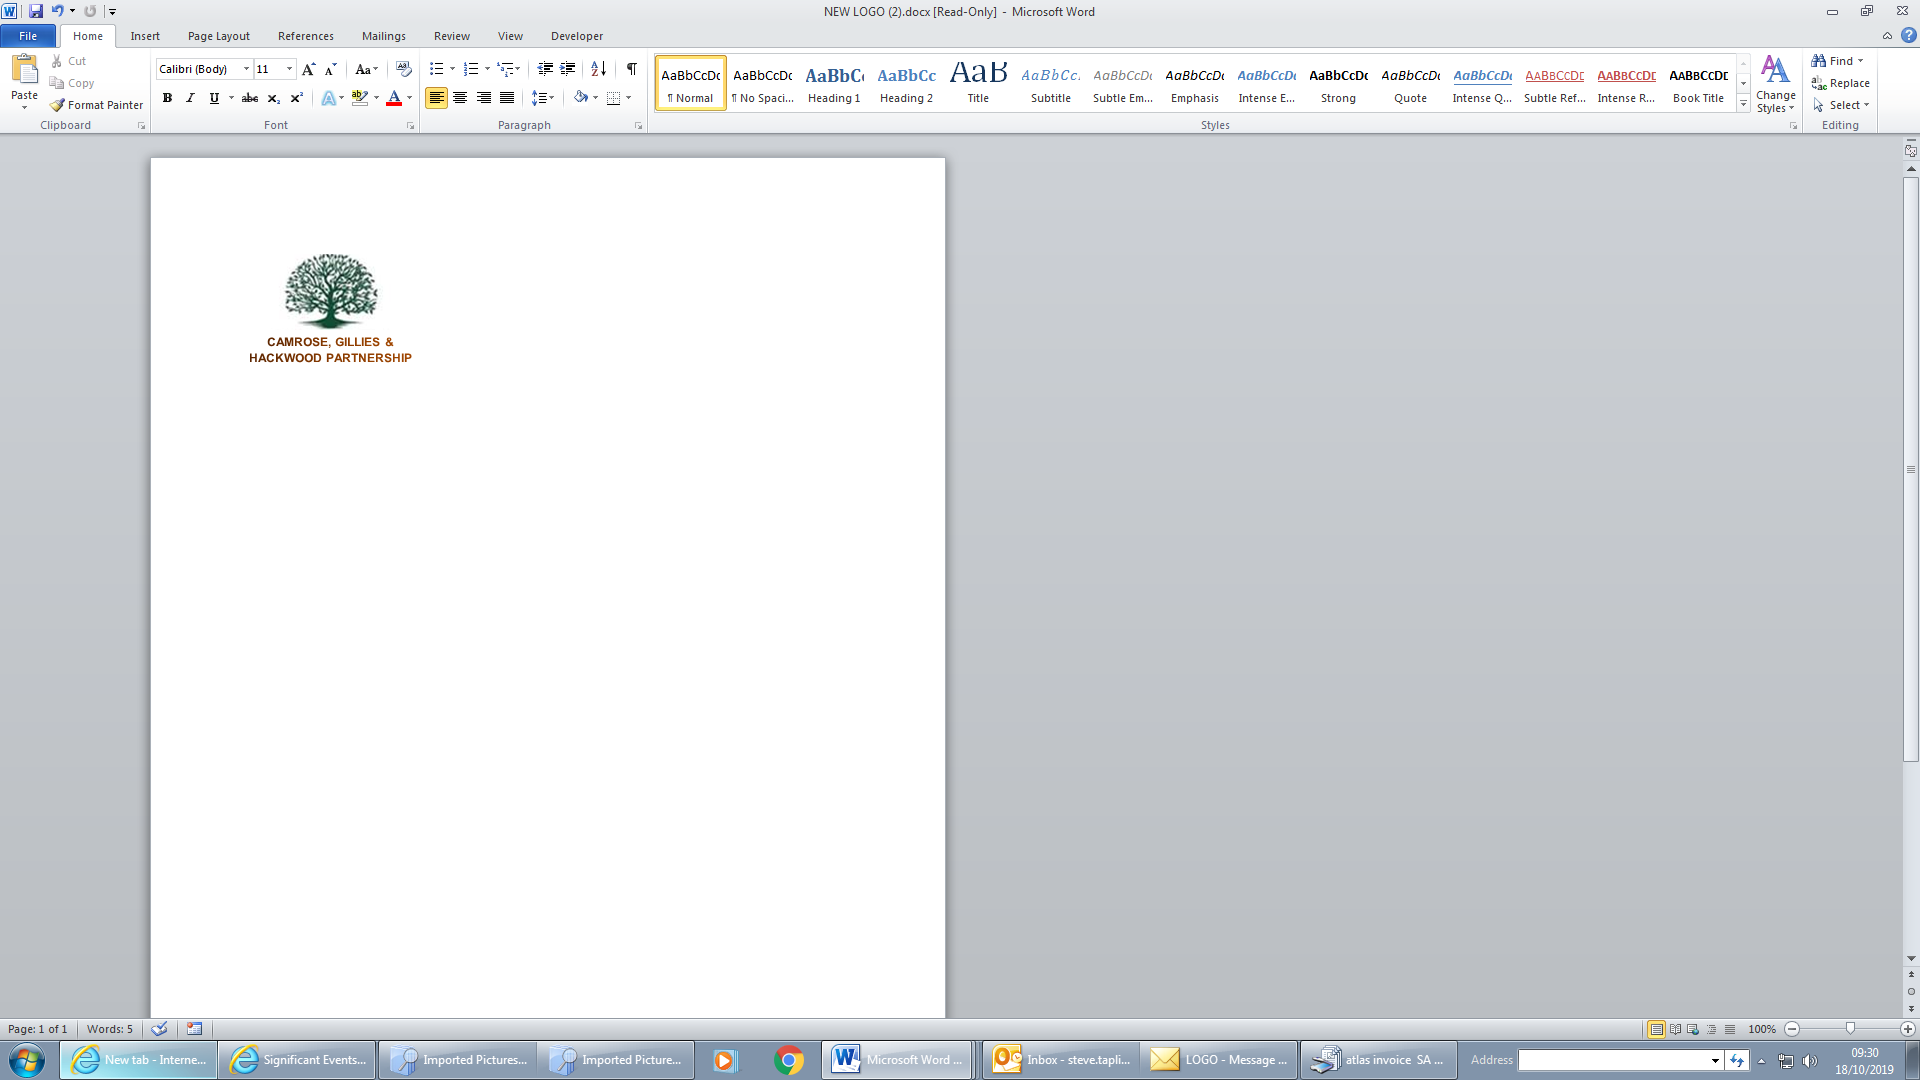 NEW LOGO (2).docx [Read-Only] - Microsoft Word
File Home Insert Page Layout References Mailings Review View Developer
Paste
Cut
Copy
Format Painter
Clipboard
Calibri (Body) 11
B I U abc x₂ x²
Font
Paragraph
AaBbCcDc AaBbCcDc AaBbCc AaBbCc AaB AaBbCc. AaBbCcDc AaBbCcDc AaBbCcDc AaBbCcDc AaBbCcDc AaBbCcDc AABBCCDE AABBCCDE AABBCCDE
¶ Normal ¶ No Spaci... Heading 1 Heading 2 Title Subtitle Subtle Em... Emphasis Intense E... Strong Quote Intense Q... Subtle Ref... Intense R... Book Title
Change Styles
Styles
Find
Replace
Select
Editing
CAMROSE, GILLIES &
HACKWOOD PARTNERSHIP
Page: 1 of 1 Words: 5 100%
New tab - Interne... Significant Events... Imported Pictures... Imported Picture... Microsoft Word ... Inbox - steve.tapli... LOGO - Message ... atlas invoice SA ... Address 09:30
18/10/2019